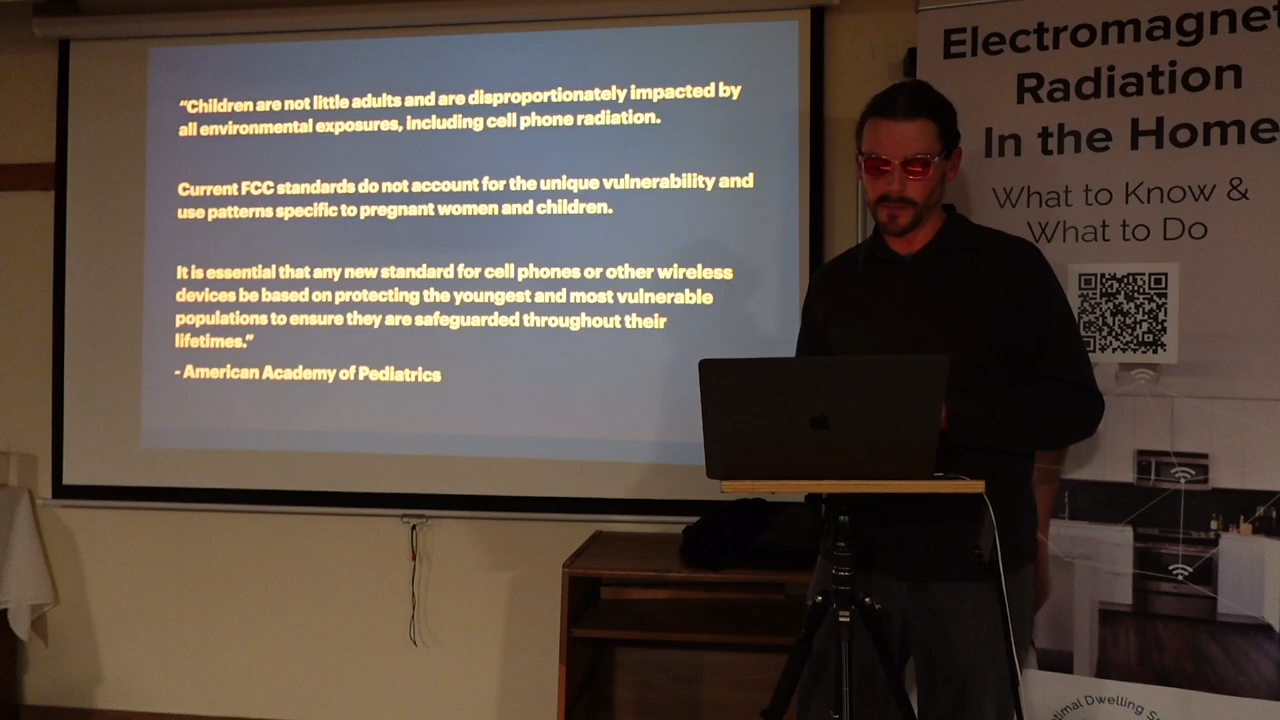 “Children are not little adults and are disproportionately impacted by
all environmental exposures, including cell phone radiation.
Current FCC standards do not account for the unique vulnerability and
use patterns specific to pregnant women and children.
It is essential that any new standard for cell phones or other wireless
devices be based on protecting the youngest and most vulnerable
populations to ensure they are safeguarded throughout their
lifetimes.”
- American Academy of Pediatrics
Electromagnet
Radiation
In the Home
What to Know &
What to Do
Dwelling